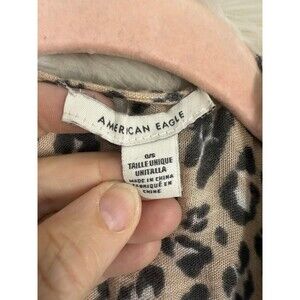 AMERICAN EAGLE
O/S
TAILLE UNIQUE
UNITALLA
MADE IN CHINA
FABRIQUÉ EN
CHINE